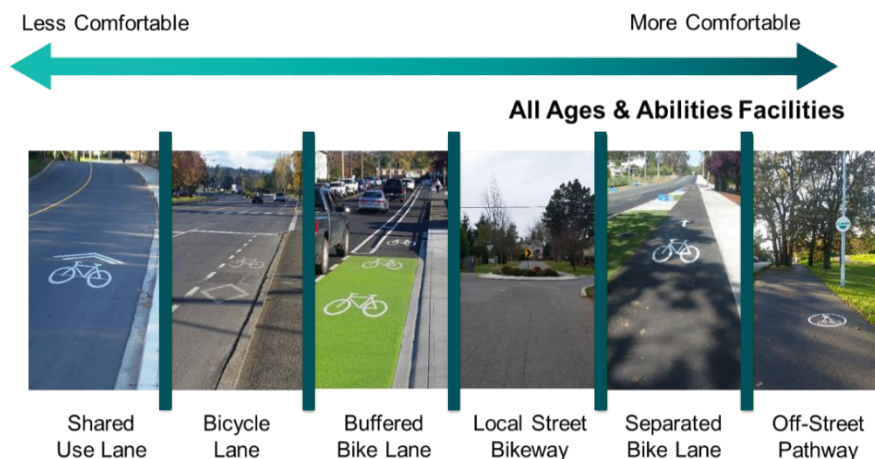 Less Comfortable
More Comfortable
All Ages & Abilities Facilities
Shared
Use Lane
Bicycle
Lane
Buffered
Bike Lane
Local Street
Bikeway
Separated
Bike Lane
Off-Street
Pathway